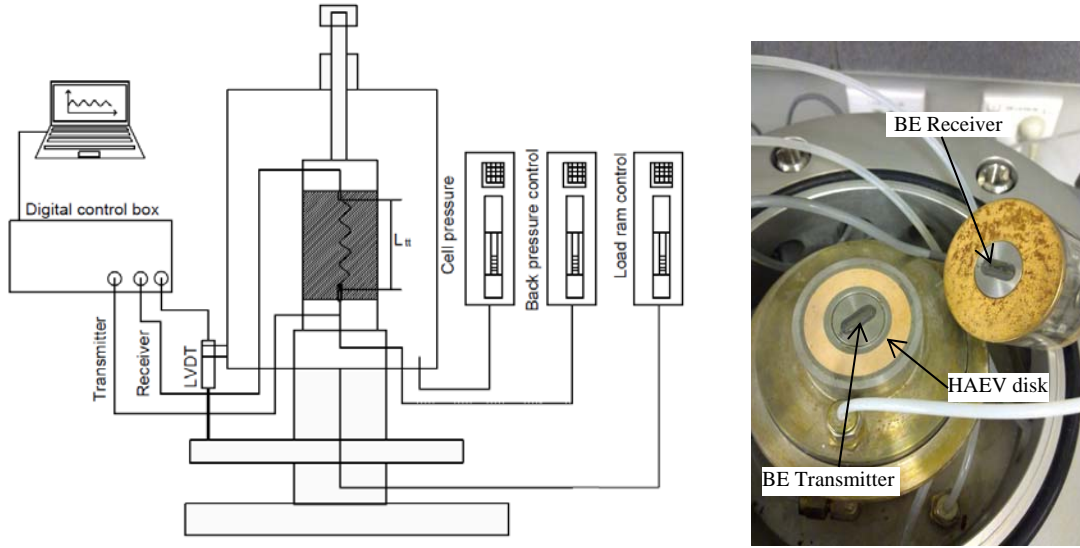 Digital control box
Transmitter
Receiver
LVDT
Ltt
Cell pressure
Back pressure control
Load ram control
BE Receiver
HAEV disk
BE Transmitter